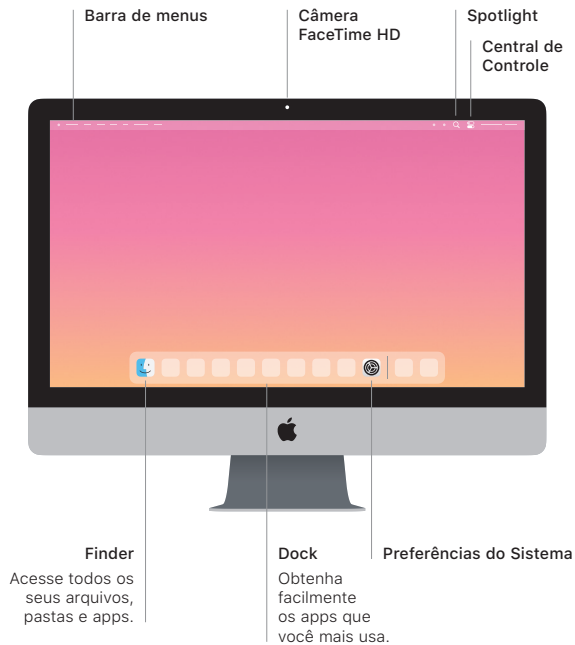 Barra de menus
Câmera
FaceTime HD
Spotlight
Central de
Controle
Finder
Acesse todos os
seus arquivos,
pastas e apps.
Dock
Obtenha
facilmente
os apps que
você mais usa.
Preferências do Sistema